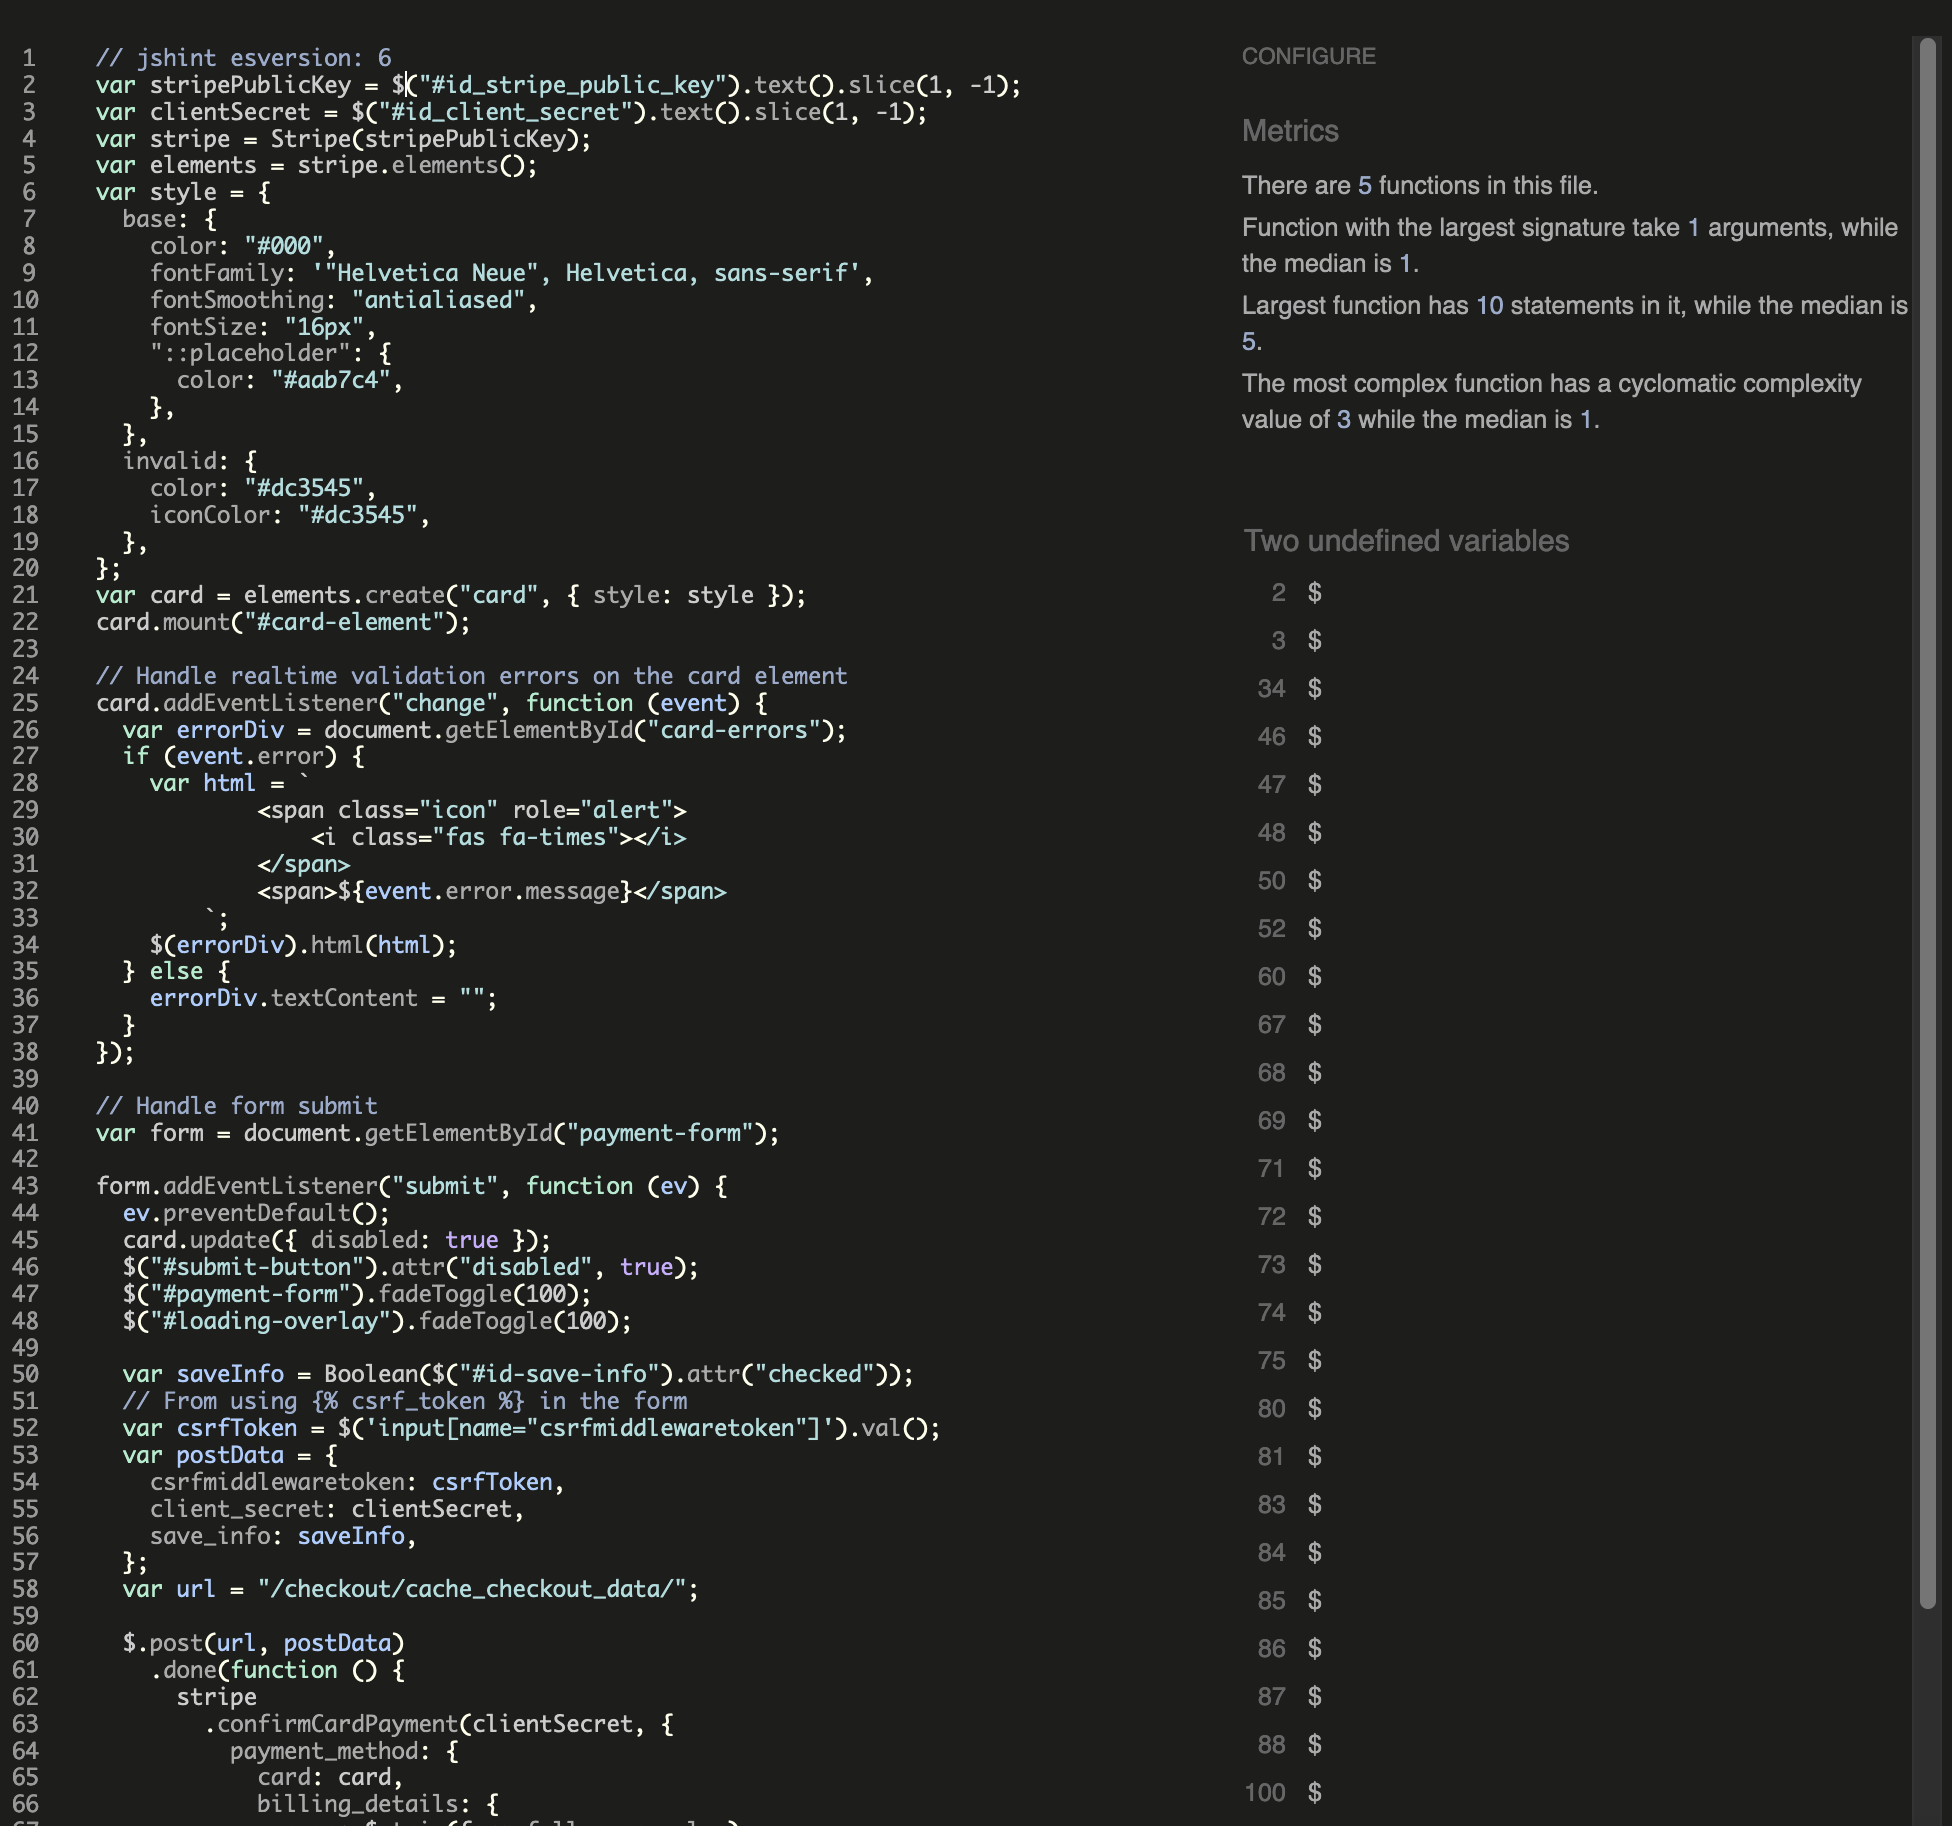 1 // jshint esversion: 6
2 var stripePublicKey = $("#id_stripe_public_key").text().slice(1, -1);
3 var clientSecret = $("#id_client_secret").text().slice(1, -1);
4 var stripe = Stripe(stripePublicKey);
5 var elements = stripe.elements();
6 var style = {
7 base: {
8 color: "#000",
9 fontFamily: '"Helvetica Neue", Helvetica, sans-serif',
10 fontSmoothing: "antialiased",
11 fontSize: "16px",
12 "::placeholder": {
13 color: "#aab7c4",
14 },
15 },
16 invalid: {
17 color: "#dc3545",
18 iconColor: "#dc3545",
19 },
20 };
21 var card = elements.create("card", { style: style });
22 card.mount("#card-element");
23
24 // Handle realtime validation errors on the card element
25 card.addEventListener("change", function (event) {
26 var errorDiv = document.getElementById("card-errors");
27 if (event.error) {
28 var html = `
29 <span class="icon" role="alert">
30 <i class="fas fa-times"></i>
31 </span>
32 <span>${event.error.message}</span>
33 `;
34 $(errorDiv).html(html);
35 } else {
36 errorDiv.textContent = "";
37 }
38 });
39
40 // Handle form submit
41 var form = document.getElementById("payment-form");
42
43 form.addEventListener("submit", function (ev) {
44 ev.preventDefault();
45 card.update({ disabled: true });
46 $("#submit-button").attr("disabled", true);
47 $("#payment-form").fadeToggle(100);
48 $("#loading-overlay").fadeToggle(100);
49
50 var saveInfo = Boolean($("#id-save-info").attr("checked"));
51 // From using {% csrf_token %} in the form
52 var csrfToken = $('input[name="csrfmiddlewaretoken"]').val();
53 var postData = {
54 csrfmiddlewaretoken: csrfToken,
55 client_secret: clientSecret,
56 save_info: saveInfo,
57 };
58 var url = "/checkout/cache_checkout_data/";
59
60 $.post(url, postData)
61 .done(function () {
62 stripe
63 .confirmCardPayment(clientSecret, {
64 payment_method: {
65 card: card,
66 billing_details: {
CONFIGURE
Metrics
There are 5 functions in this file.
Function with the largest signature take 1 arguments, while
the median is 1.
Largest function has 10 statements in it, while the median is
5.
The most complex function has a cyclomatic complexity
value of 3 while the median is 1.
Two undefined variables
2 $
3 $
34 $
46 $
47 $
48 $
50 $
52 $
60 $
67 $
68 $
69 $
71 $
72 $
73 $
74 $
75 $
80 $
81 $
83 $
84 $
85 $
86 $
87 $
88 $
100 $